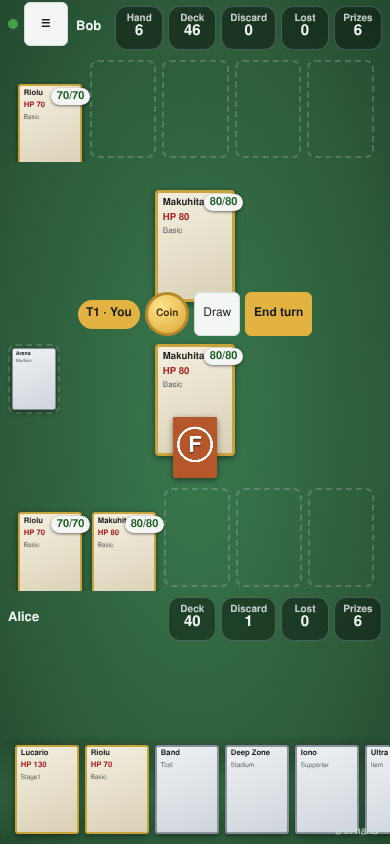 ☰
Bob
Hand
6
Deck
46
Discard
0
Lost
0
Prizes
6
Riolu
70/70
HP 70
Basic
Makuhita
80/80
HP 80
Basic
T1 · You
Coin
Draw
End turn
Arena
Stadium
Makuhita
80/80
HP 80
Basic
F
Riolu
70/70
HP 70
Basic
Makuhit
80/80
HP 80
Basic
Alice
Deck
40
Discard
1
Lost
0
Prizes
6
Lucario
HP 130
Stage1
Riolu
HP 70
Basic
Band
Tool
Deep Zone
Stadium
Iono
Supporter
Ultra
Item